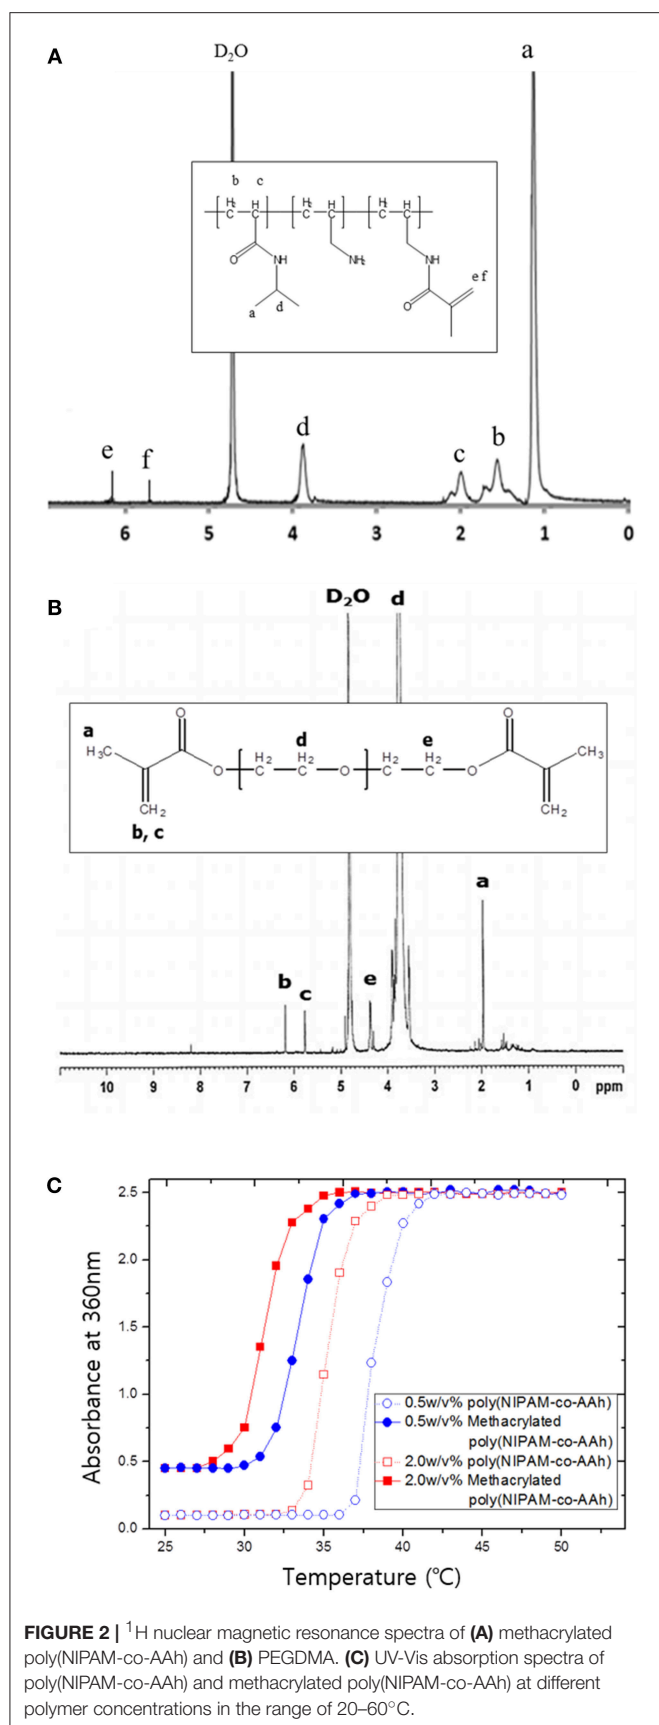 A
D₂O
a
b c
H₂
C
H
C
H₂
C
H
C
H₂
C
H
C
O
NH
NH₂
NH
a
d
O
e f
e
f
d
c
b
6 5 4 3 2 1 0
B
D₂O
d
a
O
d
e
O
H₃C
O
H₂
C
H₂
C
O
H₂
C
H₂
C
O
CH₃
CH₂
CH₂
b, c
a
b
c
e
10 9 8 7 6 5 4 3 2 1 0 ppm
C
2.5
2.0
1.5
1.0
0.5
0.0
Absorbance at 360nm
0.5w/v% poly(NIPAM-co-AAh)
0.5w/v% Methacrylated
poly(NIPAM-co-AAh)
2.0w/v% poly(NIPAM-co-AAh)
2.0w/v% Methacrylated
poly(NIPAM-co-AAh)
25 30 35 40 45 50
Temperature (℃)
FIGURE 2 | ¹H nuclear magnetic resonance spectra of (A) methacrylated
poly(NIPAM-co-AAh) and (B) PEGDMA. (C) UV-Vis absorption spectra of
poly(NIPAM-co-AAh) and methacrylated poly(NIPAM-co-AAh) at different
polymer concentrations in the range of 20–60°C.